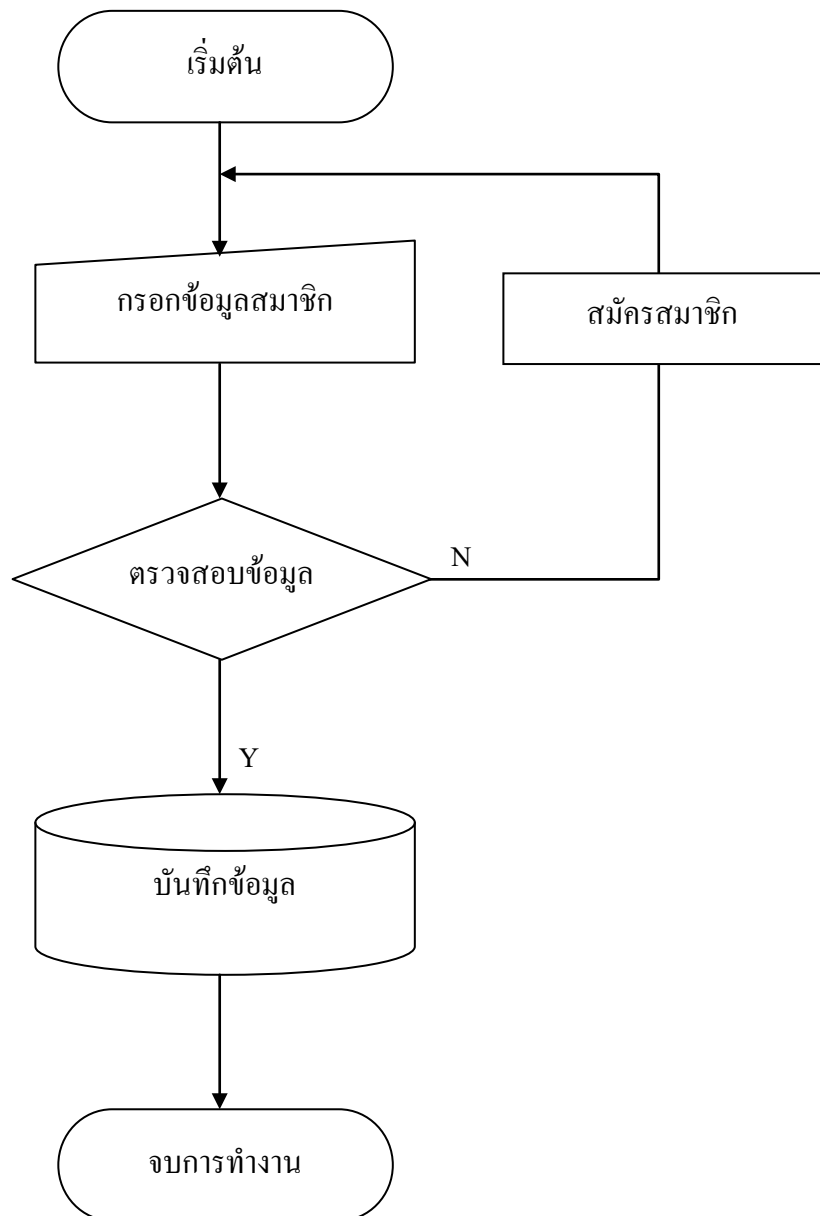 เริ่มต้น
กรอกข้อมูลสมาชิก
สมัครสมาชิก
ตรวจสอบข้อมูล
N
Y
บันทึกข้อมูล
จบการทำงาน